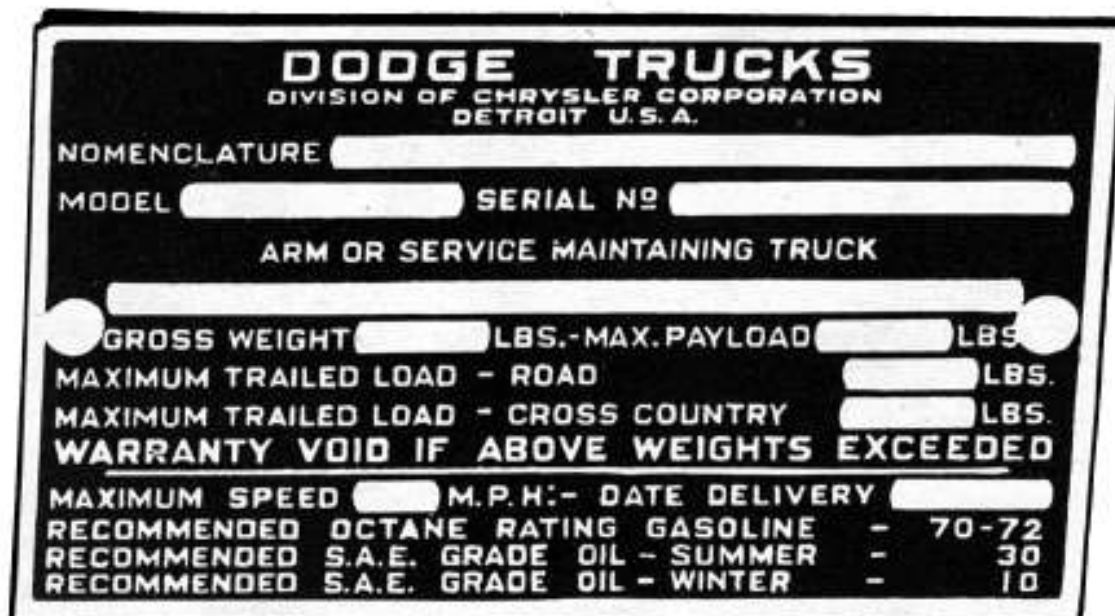 DODGE TRUCKS
DIVISION OF CHRYSLER CORPORATION
DETROIT U.S.A.
NOMENCLATURE
MODEL SERIAL Nº
ARM OR SERVICE MAINTAINING TRUCK
GROSS WEIGHT LBS.-MAX. PAYLOAD LBS
MAXIMUM TRAILED LOAD - ROAD LBS.
MAXIMUM TRAILED LOAD - CROSS COUNTRY LBS.
WARRANTY VOID IF ABOVE WEIGHTS EXCEEDED
MAXIMUM SPEED M.P.H:- DATE DELIVERY
RECOMMENDED OCTANE RATING GASOLINE - 70-72
RECOMMENDED S.A.E. GRADE OIL - SUMMER - 30
RECOMMENDED S.A.E. GRADE OIL - WINTER - 10